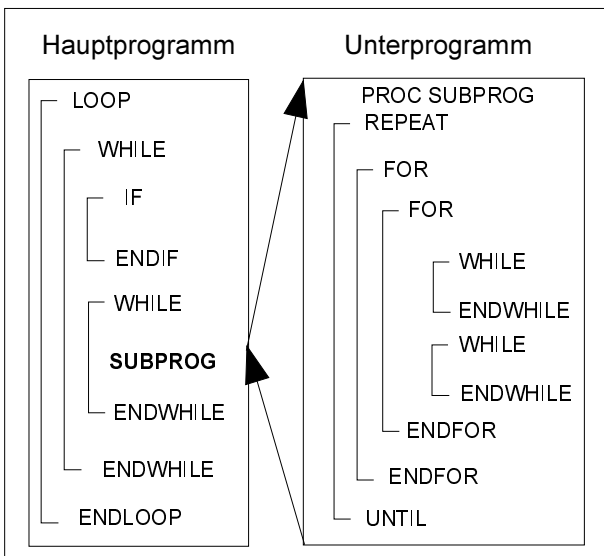 Hauptprogramm
LOOP
WHILE
IF
ENDIF
WHILE
SUBPROG
ENDWHILE
ENDWHILE
ENDLOOP
Unterprogramm
PROC SUBPROG
REPEAT
FOR
FOR
WHILE
ENDWHILE
WHILE
ENDWHILE
ENDFOR
ENDFOR
UNTIL